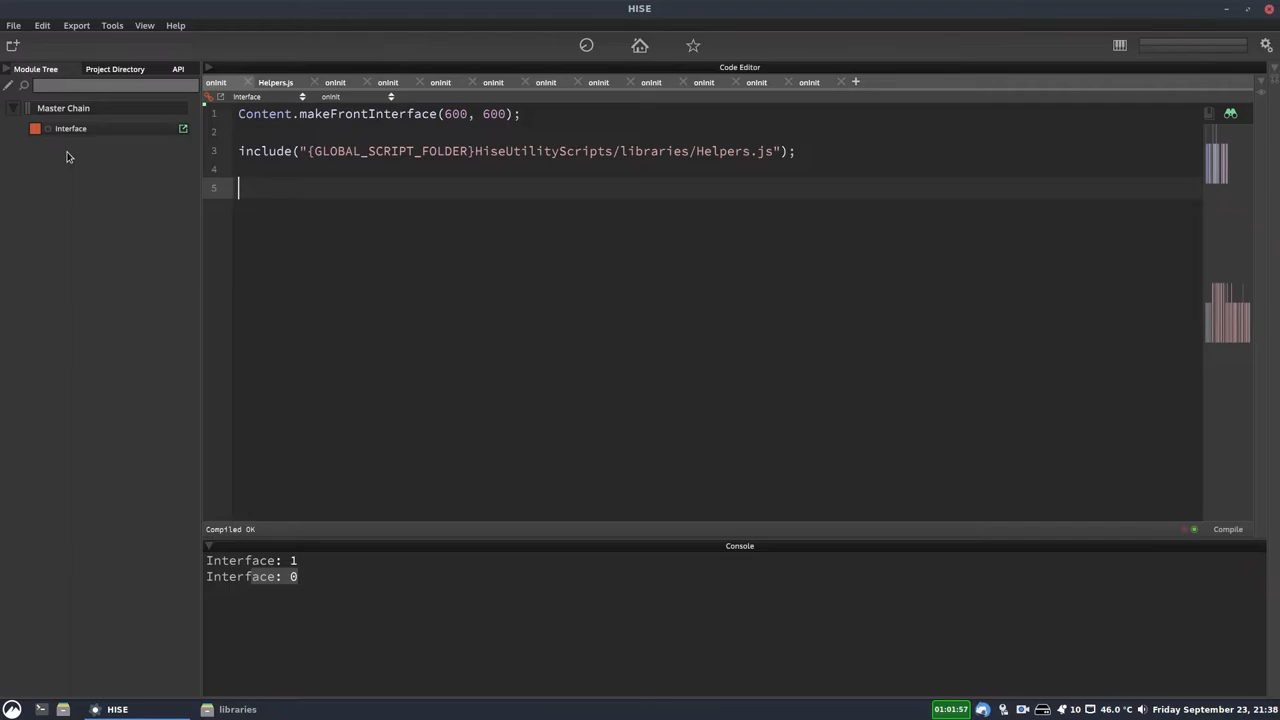 HISE
File Edit Export Tools View Help
Module Tree Project Directory API
Code Editor
onInit Helpers.js onInit onInit onInit onInit onInit onInit onInit onInit onInit onInit
Interface onInit
Master Chain
Interface
1 Content.makeFrontInterface(600, 600);
2
3 include("{GLOBAL_SCRIPT_FOLDER}HiseUtilityScripts/libraries/Helpers.js");
4
5
Compiled OK Compile
Console
Interface: 1
Interface: 0
HISE libraries 01:01:57 10 46.0 °C Friday September 23, 21:38